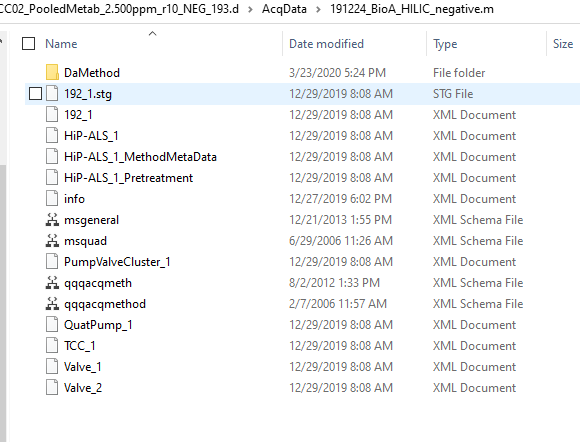 CC02_PooledMetab_2.500ppm_r10_NEG_193.d > AcqData > 191224_BioA_HILIC_negative.m
Name Date modified Type Size
DaMethod 3/23/2020 5:24 PM File folder
192_1.stg 12/29/2019 8:08 AM STG File
192_1 12/29/2019 8:08 AM XML Document
HiP-ALS_1 12/29/2019 8:08 AM XML Document
HiP-ALS_1_MethodMetaData 12/29/2019 8:08 AM XML Document
HiP-ALS_1_Pretreatment 12/29/2019 8:08 AM XML Document
info 12/27/2019 6:02 PM XML Document
msgeneral 12/21/2013 1:55 PM XML Schema File
msquad 6/29/2006 11:26 AM XML Schema File
PumpValveCluster_1 12/29/2019 8:08 AM XML Document
qqqacqmeth 8/2/2012 1:33 PM XML Schema File
qqqacqmethod 2/7/2006 11:57 AM XML Schema File
QuatPump_1 12/29/2019 8:08 AM XML Document
TCC_1 12/29/2019 8:08 AM XML Document
Valve_1 12/29/2019 8:08 AM XML Document
Valve_2 12/29/2019 8:08 AM XML Document